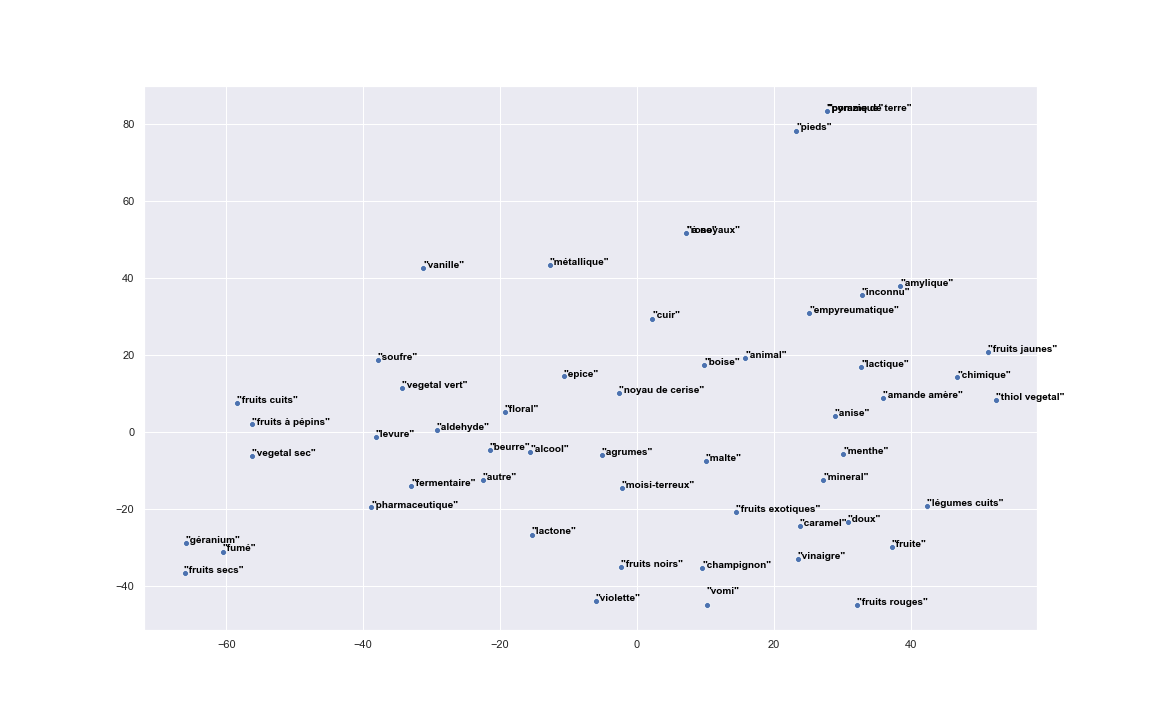 80
60
40
20
0
−20
−40
−60
−40
−20
0
20
40
terre"
"pieds"
"vanille"
"métallique"
"amylique"
"inconnu"
"empyreumatique"
"cuir"
"fruits jaunes"
"soufre"
"animal"
"boise"
"lactique"
"epice"
"chimique"
"vegetal vert"
"noyau de cerise"
"amande amère"
"thiol vegetal"
"fruits cuits"
"floral"
"anise"
"fruits à pépins"
"aldehyde"
"levure"
"beurre"
"alcool"
"agrumes"
"menthe"
"vegetal sec"
"malte"
"autre"
"mineral"
"fermentaire"
"moisi-terreux"
"pharmaceutique"
"légumes cuits"
"fruits exotiques"
"doux"
"caramel"
"lactone"
"géranium"
"fumé"
"fruite"
"vinaigre"
"fruits noirs"
"champignon"
"fruits secs"
"vomi"
"violette"
"fruits rouges"